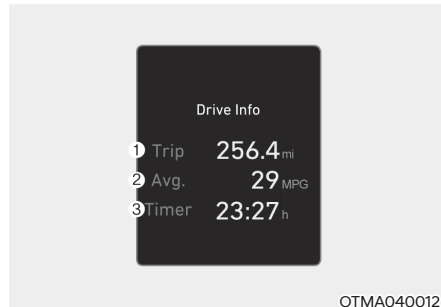 Drive Info
1 Trip 256.4 mi
2 Avg. 29 MPG
3 Timer 23:27 h
OTMA040012